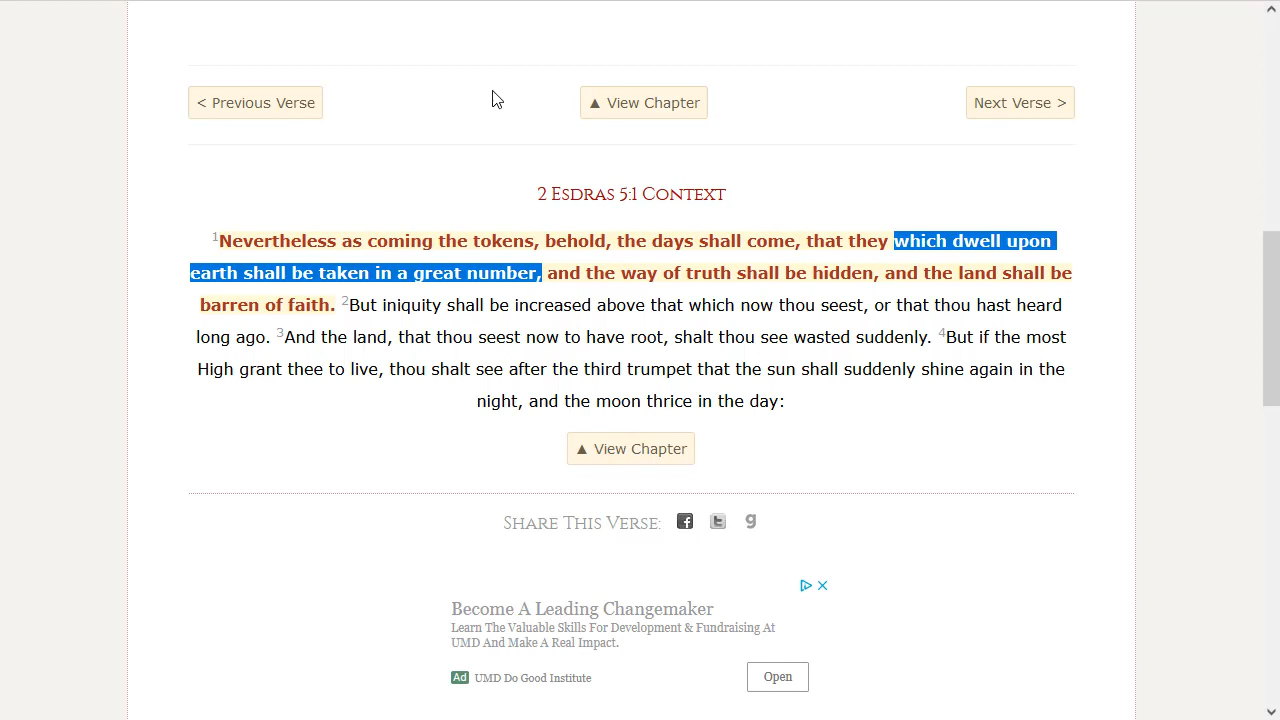 < Previous Verse
▲ View Chapter
Next Verse >
2 Esdras 5:1 Context
1Nevertheless as coming the tokens, behold, the days shall come, that they which dwell upon
earth shall be taken in a great number, and the way of truth shall be hidden, and the land shall be
barren of faith. 2But iniquity shall be increased above that which now thou seest, or that thou hast heard
long ago. 3And the land, that thou seest now to have root, shalt thou see wasted suddenly. 4But if the most
High grant thee to live, thou shalt see after the third trumpet that the sun shall suddenly shine again in the
night, and the moon thrice in the day:
▲ View Chapter
Share This Verse: f t g
Become A Leading Changemaker
Learn The Valuable Skills For Development & Fundraising At
UMD And Make A Real Impact.
Ad UMD Do Good Institute
Open